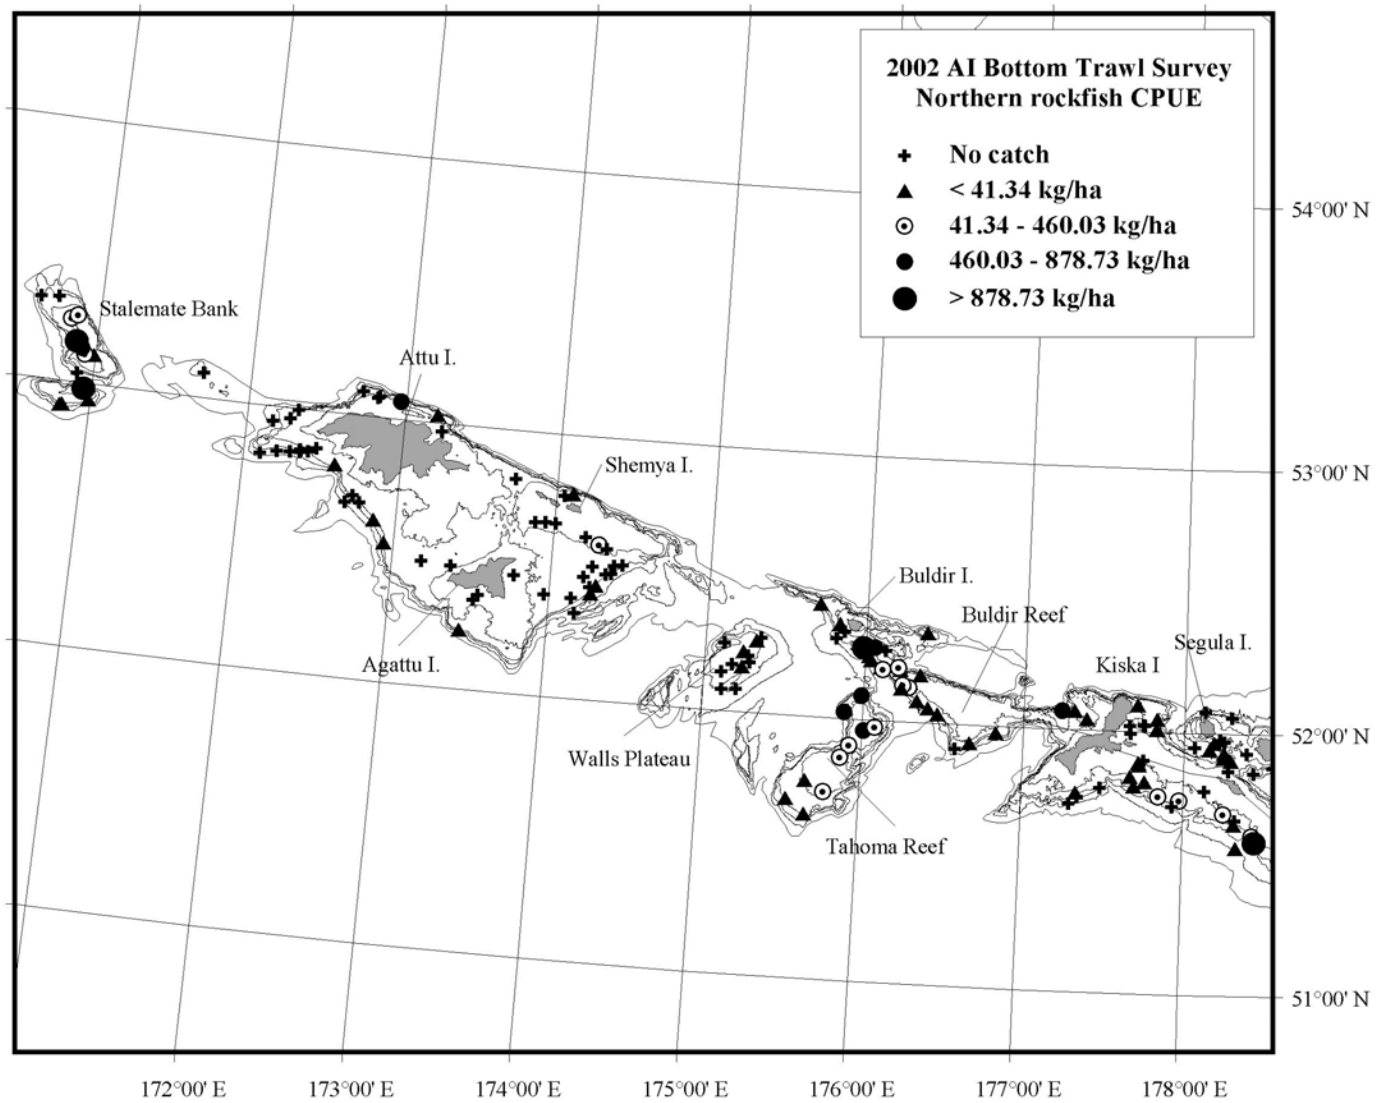 2002 AI Bottom Trawl Survey
Northern rockfish CPUE
No catch
< 41.34 kg/ha
41.34 - 460.03 kg/ha
460.03 - 878.73 kg/ha
> 878.73 kg/ha
54°00' N
Stalemate Bank
Attu I.
Shemya I.
53°00' N
Buldir I.
Buldir Reef
Segula I.
Agattu I.
Kiska I
52°00' N
Walls Plateau
Tahoma Reef
51°00' N
172°00' E 173°00' E 174°00' E 175°00' E 176°00' E 177°00' E 178°00' E